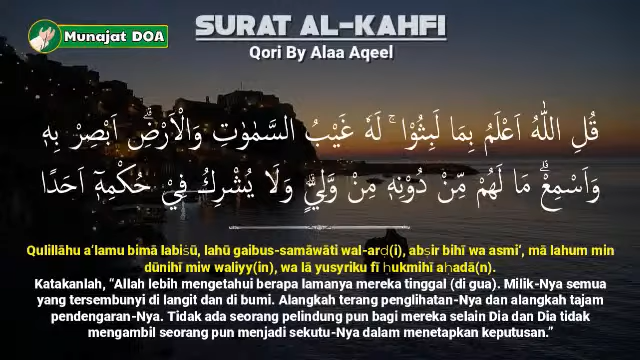 Munajat DOA
SURAT AL-KAHFI
Qori By Alaa Aqeel
قُلِ اللّٰهُ اَعْلَمُ بِمَا لَبِثُوْا ۚ لَهٗ غَيْبُ السَّمٰوٰتِ وَالْاَرْضِۗ اَبْصِرْ بِهٖ
وَاَسْمِعْۗ مَا لَهُمْ مِّنْ دُوْنِهٖ مِنْ وَّلِيٍّۗ وَلَا يُشْرِكُ فِيْ حُكْمِهٖٓ اَحَدًا
Qulillāhu a‘lamu bimā labiṡū, lahū gaibus-samāwāti wal-arḍ(i), abṣir bihī wa asmi‘, mā lahum min
dūnihī miw waliyy(in), wa lā yusyriku fī ḥukmihī aḥadā(n).
Katakanlah, “Allah lebih mengetahui berapa lamanya mereka tinggal (di gua). Milik-Nya semua
yang tersembunyi di langit dan di bumi. Alangkah terang penglihatan-Nya dan alangkah tajam
pendengaran-Nya. Tidak ada seorang pelindung pun bagi mereka selain Dia dan Dia tidak
mengambil seorang pun menjadi sekutu-Nya dalam menetapkan keputusan.”